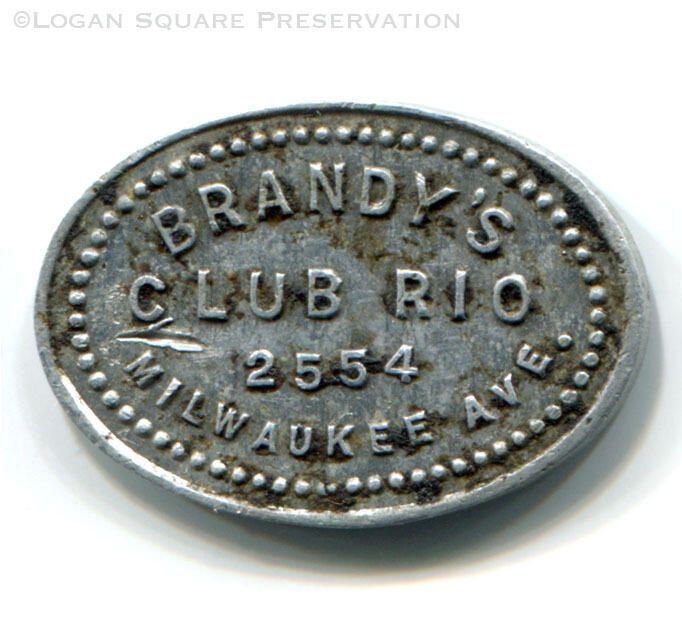 ©Logan Square Preservation
BRANDY'S
CLUB RIO
2554
MILWAUKEE AVE.